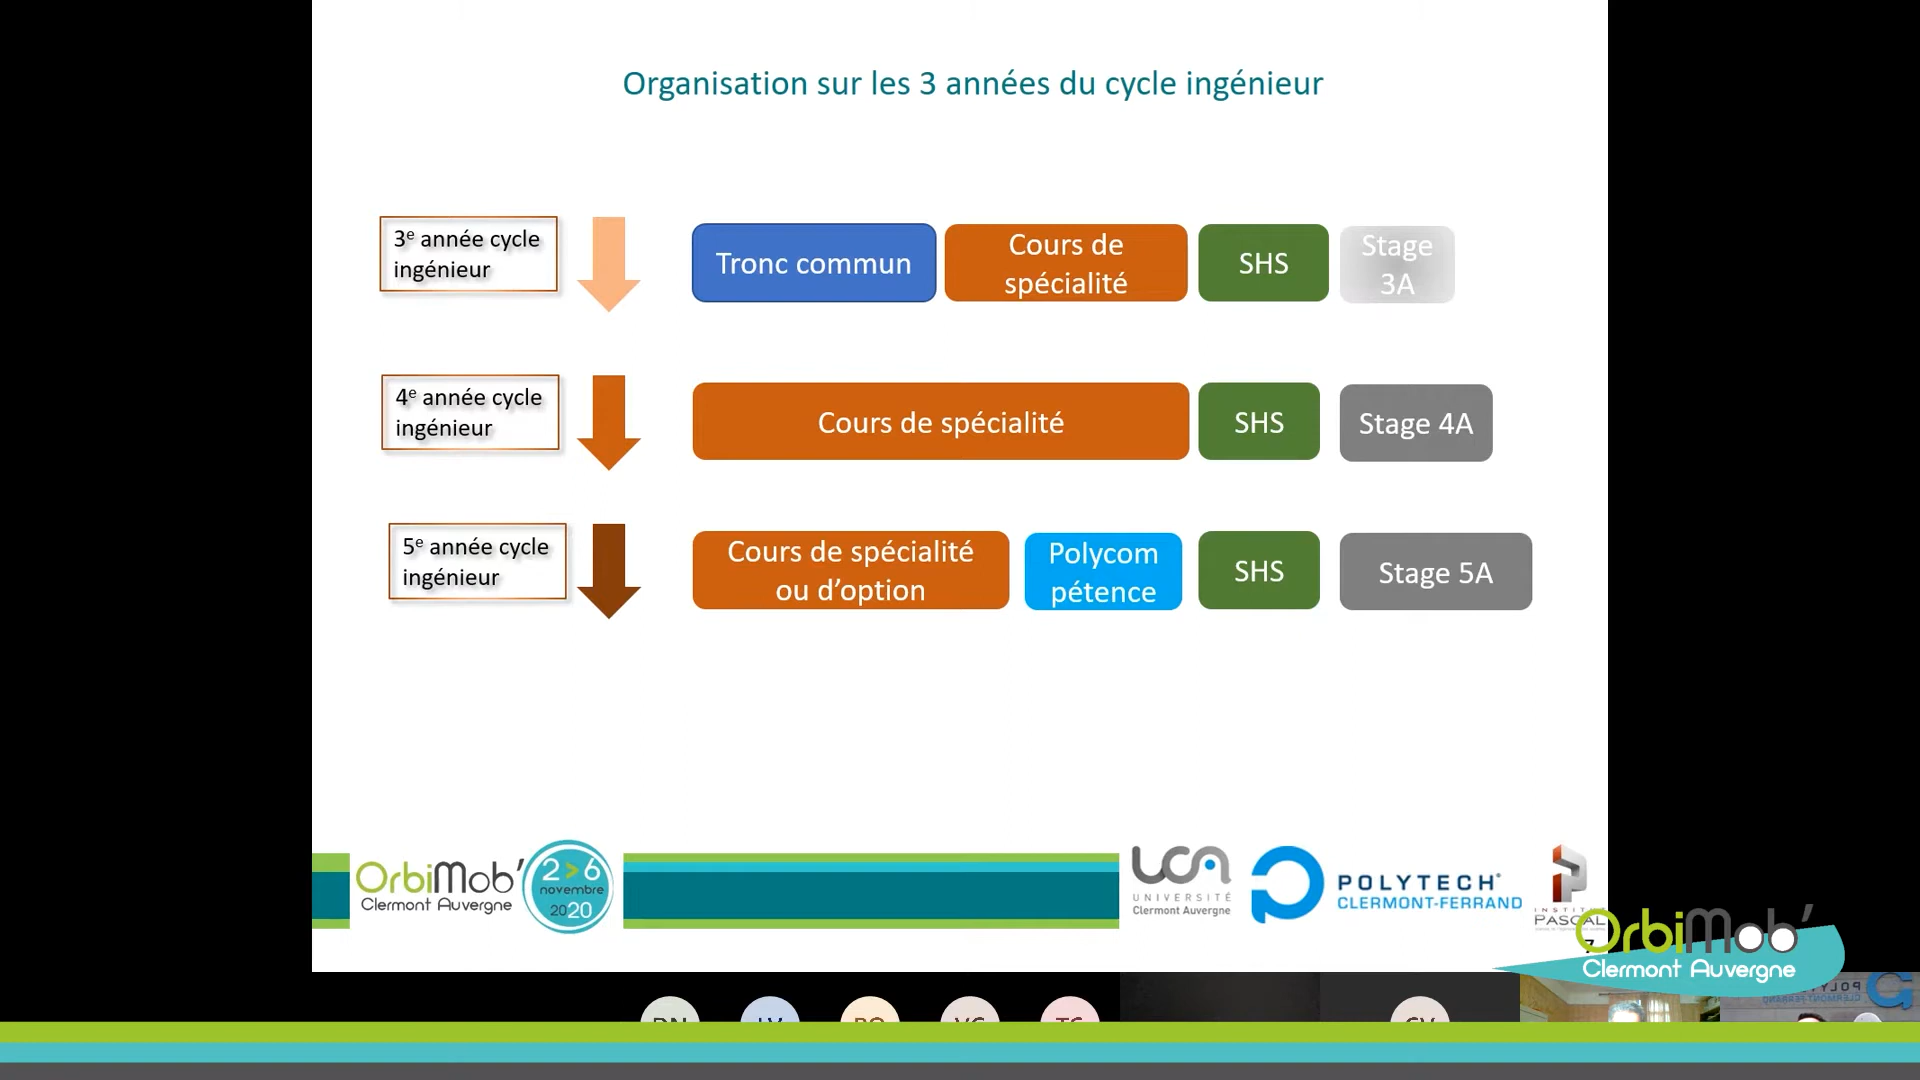 Organisation sur les 3 années du cycle ingénieur
3e année cycle
ingénieur
Tronc commun
Cours de
spécialité
SHS
Stage
3A
4e année cycle
ingénieur
Cours de spécialité
SHS
Stage 4A
5e année cycle
ingénieur
Cours de spécialité
ou d’option
Polycom
pétence
SHS
Stage 5A
OrbiMob’
Clermont Auvergne
2>6
novembre
2020
UCA
UNIVERSITÉ
Clermont Auvergne
POLYTECH
CLERMONT-FERRAND
INSTITUT
PASCAL
OrbiMob’
Clermont Auvergne